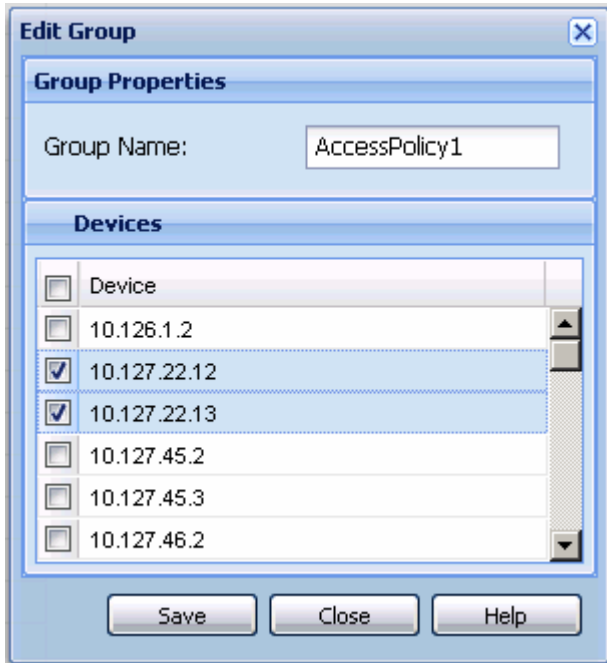 Edit Group
Group Properties
Group Name: AccessPolicy1
Devices
Device
10.126.1.2
10.127.22.12
10.127.22.13
10.127.45.2
10.127.45.3
10.127.46.2
Save Close Help